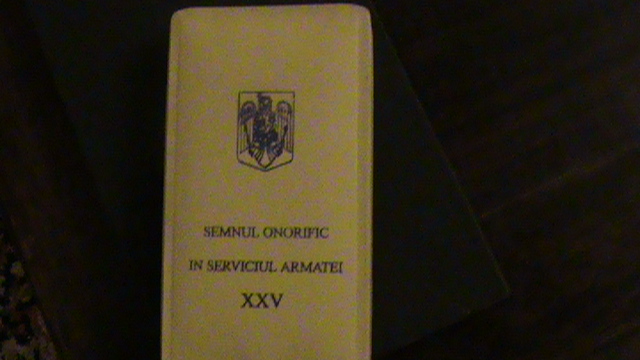 SEMNUL ONORIFIC
IN SERVICIUL ARMATEI
XXV